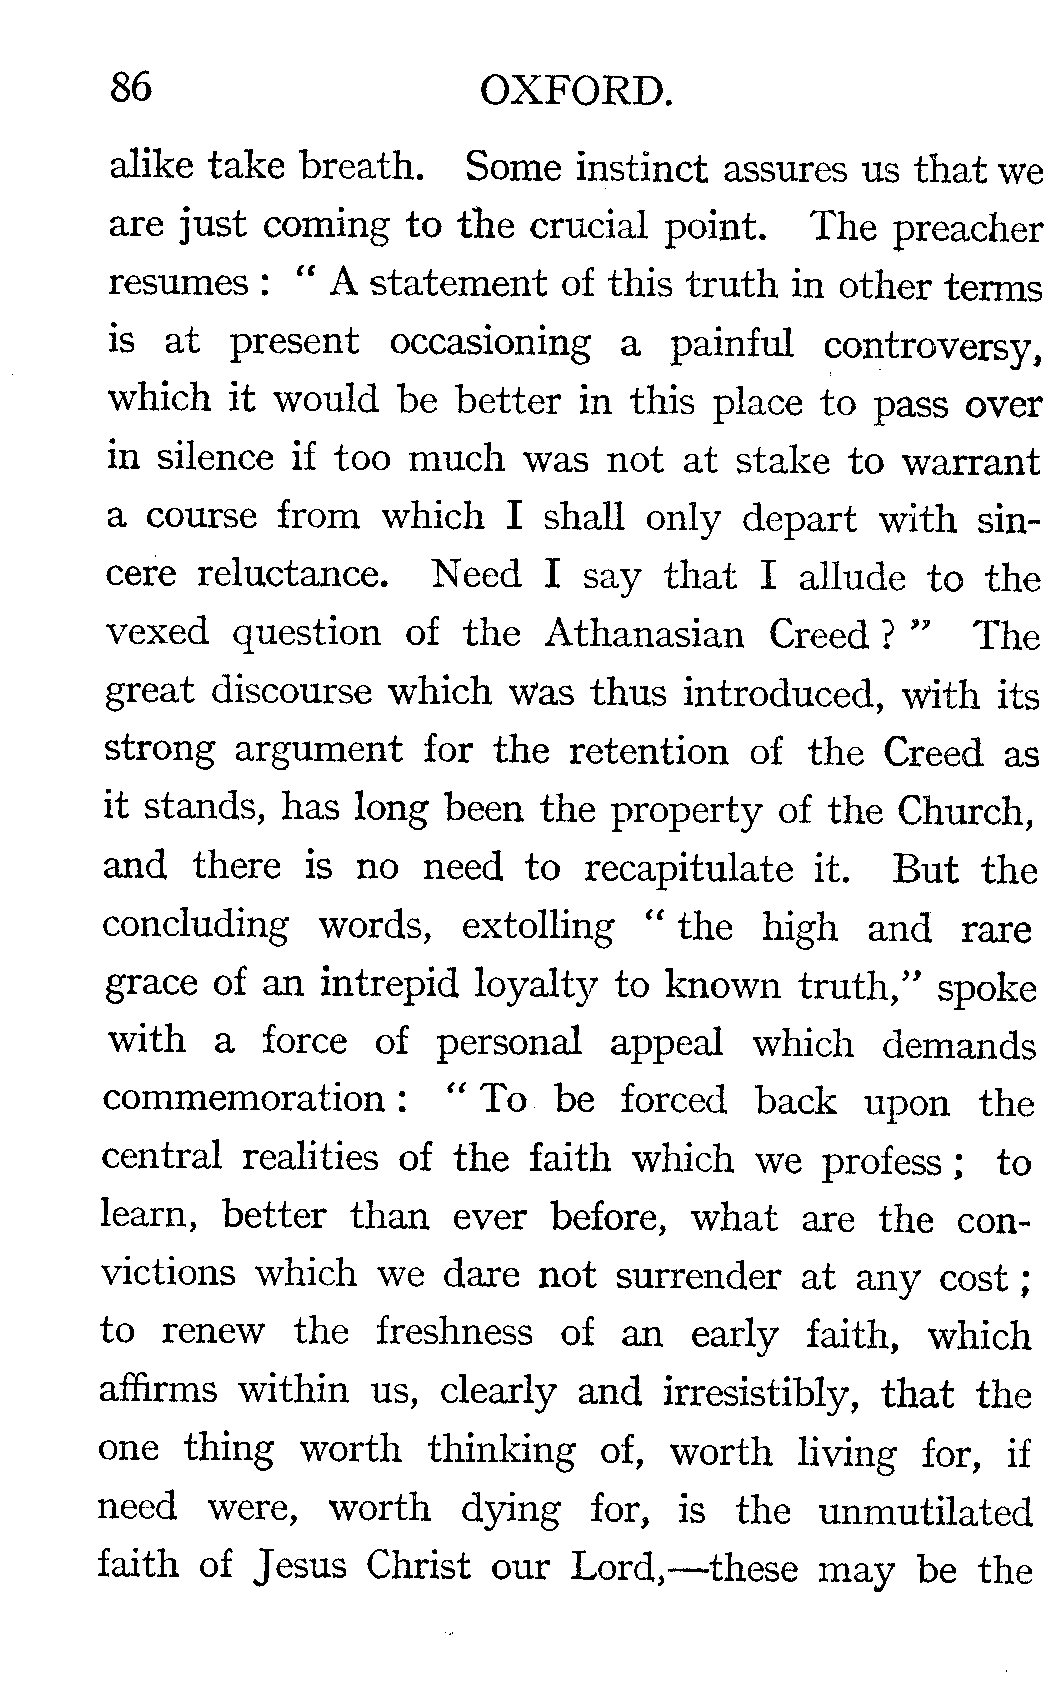 86 OXFORD.
alike take breath. Some instinct assures us that we
are just coming to the crucial point. The preacher
resumes : “ A statement of this truth in other terms
is at present occasioning a painful controversy,
which it would be better in this place to pass over
in silence if too much was not at stake to warrant
a course from which I shall only depart with sin-
cere reluctance. Need I say that I allude to the
vexed question of the Athanasian Creed ? ” The
great discourse which was thus introduced, with its
strong argument for the retention of the Creed as
it stands, has long been the property of the Church,
and there is no need to recapitulate it. But the
concluding words, extolling “ the high and rare
grace of an intrepid loyalty to known truth,” spoke
with a force of personal appeal which demands
commemoration : “ To be forced back upon the
central realities of the faith which we profess ; to
learn, better than ever before, what are the con-
victions which we dare not surrender at any cost ;
to renew the freshness of an early faith, which
affirms within us, clearly and irresistibly, that the
one thing worth thinking of, worth living for, if
need were, worth dying for, is the unmutilated
faith of Jesus Christ our Lord,—these may be the